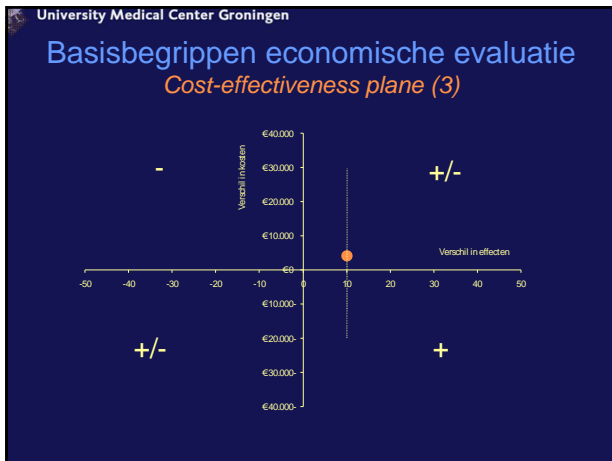 University Medical Center Groningen
Basisbegrippen economische evaluatie
Cost-effectiveness plane (3)
€40.000
- €30.000 +/-
Verschil in kosten
€20.000
€10.000
Verschil in effecten
€0
-50 -40 -30 -20 -10 0 10 20 30 40 50
€10.000-
€20.000-
+/- +
€30.000-
€40.000-